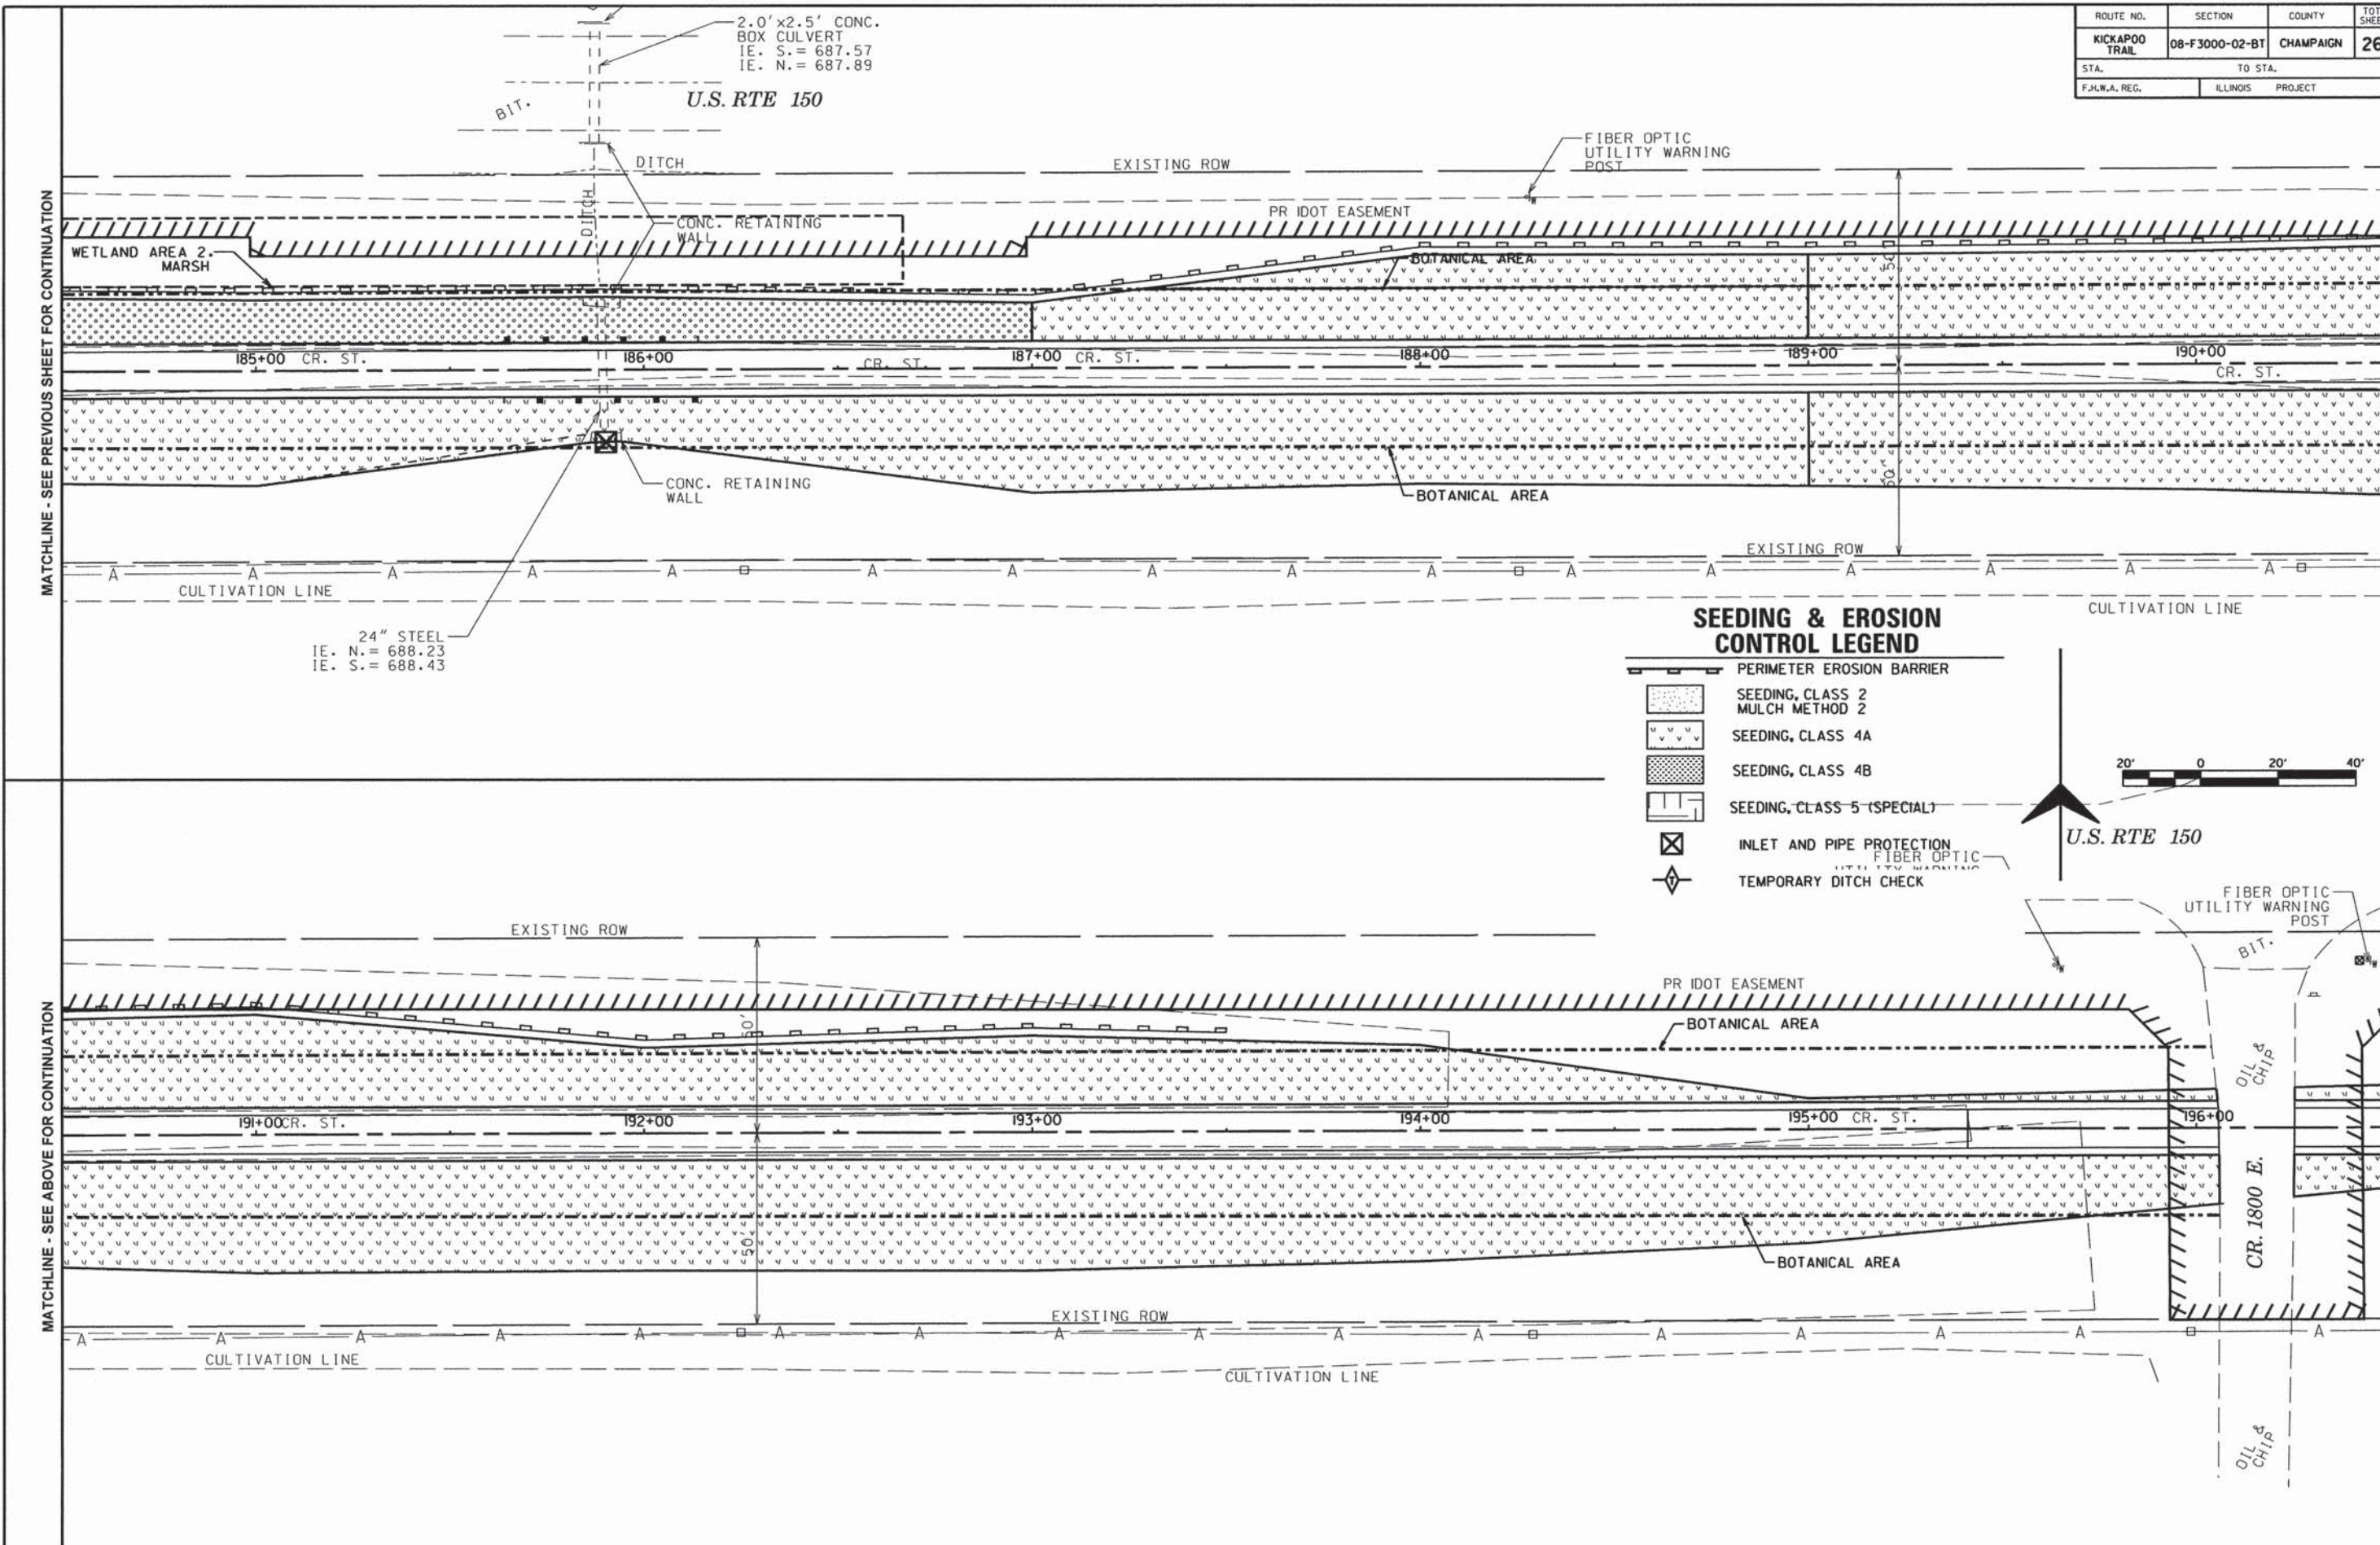 2.0'x2.5' CONC.
BOX CULVERT
IE. S.= 687.57
IE. N.= 687.89
U.S. RTE 150
BIT.
ROUTE NO. SECTION COUNTY
KICKAPOO TRAIL 08-F3000-02-BT CHAMPAIGN 26
STA. TO STA.
F.H.W.A. REG. ILLINOIS PROJECT
DITCH
EXISTING ROW
FIBER OPTIC
UTILITY WARNING
POST
DITCH
CONC. RETAINING
WALL
PR IDOT EASEMENT
WETLAND AREA 2.
MARSH
BOTANICAL AREA
50'
MATCHLINE - SEE PREVIOUS SHEET FOR CONTINUATION
185+00 CR. ST. 186+00 CR. ST. 187+00 CR. ST. 188+00 189+00 190+00
CR. ST.
50'
CONC. RETAINING
WALL
BOTANICAL AREA
EXISTING ROW
A A A A A A A A A A A A A A A A
CULTIVATION LINE
CULTIVATION LINE
24" STEEL
IE. N.= 688.23
IE. S.= 688.43
SEEDING & EROSION
CONTROL LEGEND
PERIMETER EROSION BARRIER
SEEDING, CLASS 2
MULCH METHOD 2
SEEDING, CLASS 4A
SEEDING, CLASS 4B
SEEDING, CLASS 5 (SPECIAL)
INLET AND PIPE PROTECTION
TEMPORARY DITCH CHECK
20' 0 20' 40'
U.S. RTE 150
FIBER OPTIC
UTILITY WARNING
FIBER OPTIC
UTILITY WARNING
POST
BIT.
EXISTING ROW
PR IDOT EASEMENT
BOTANICAL AREA
50'
OIL &
CHIP
MATCHLINE - SEE ABOVE FOR CONTINUATION
191+00 CR. ST. 192+00 193+00 194+00 195+00 CR. ST. 196+00
CR. 1800 E.
50'
BOTANICAL AREA
EXISTING ROW
A A A A A A A A A A A A A A A A
CULTIVATION LINE
CULTIVATION LINE
OIL &
CHIP